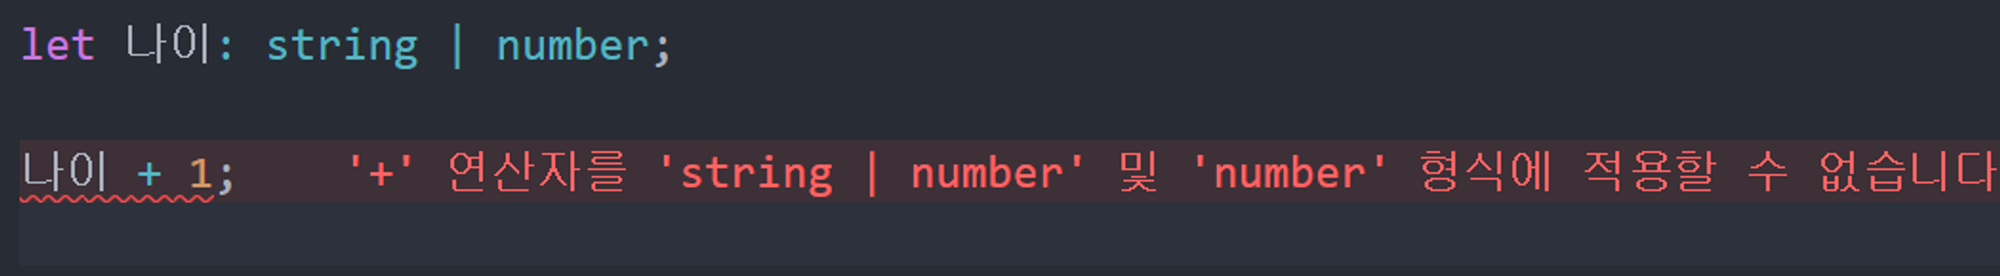 let 나이: string | number;
나이 + 1; '+' 연산자를 'string | number' 및 'number' 형식에 적용할 수 없습니다